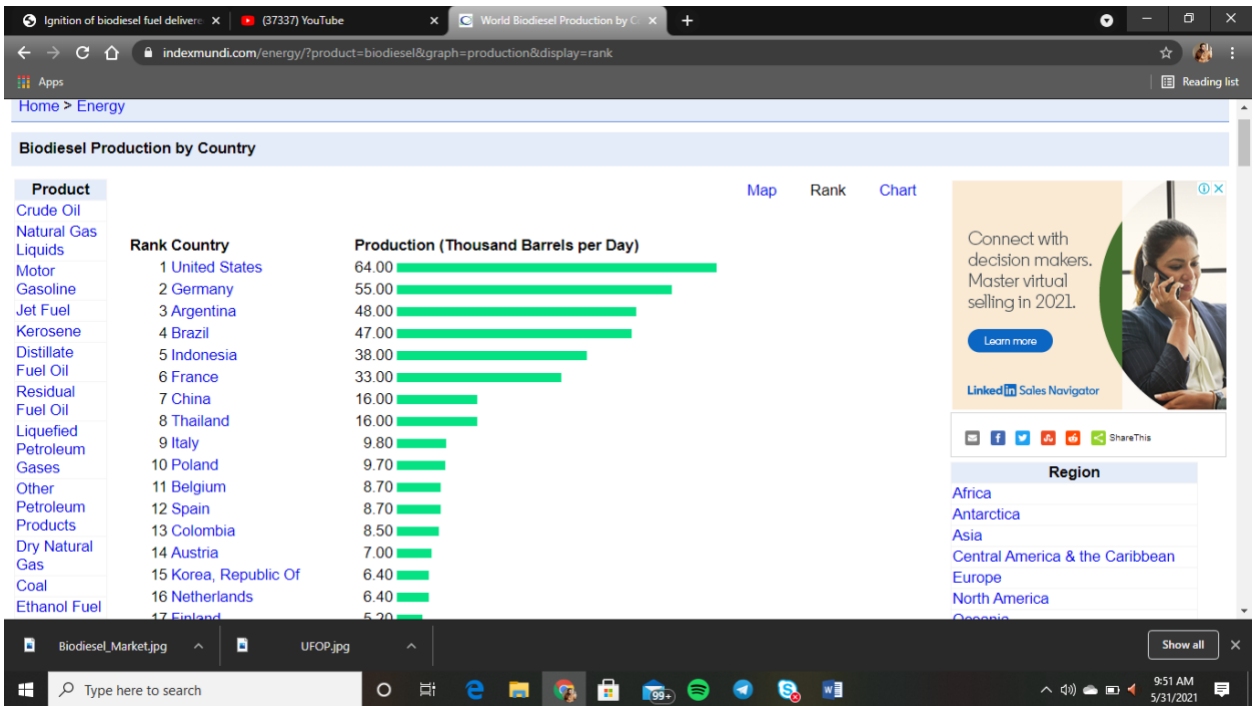 Ignition of biodiesel fuel delivere
(37337) YouTube
World Biodiesel Production by C
indexmundi.com/energy/?product=biodiesel&graph=production&display=rank
Apps
Reading list
Home > Energy
Biodiesel Production by Country
Product
Crude Oil
Natural Gas
Liquids
Motor
Gasoline
Jet Fuel
Kerosene
Distillate
Fuel Oil
Residual
Fuel Oil
Liquefied
Petroleum
Gases
Other
Petroleum
Products
Dry Natural
Gas
Coal
Ethanol Fuel
Map Rank Chart
Rank Country Production (Thousand Barrels per Day)
1 United States 64.00
2 Germany 55.00
3 Argentina 48.00
4 Brazil 47.00
5 Indonesia 38.00
6 France 33.00
7 China 16.00
8 Thailand 16.00
9 Italy 9.80
10 Poland 9.70
11 Belgium 8.70
12 Spain 8.70
13 Colombia 8.50
14 Austria 7.00
15 Korea, Republic Of 6.40
16 Netherlands 6.40
17 Finland 5.20
Connect with
decision makers.
Master virtual
selling in 2021.
Learn more
Linked in Sales Navigator
ShareThis
Region
Africa
Antarctica
Asia
Central America & the Caribbean
Europe
North America
Oceania
Biodiesel_Market.jpg
UFOP.jpg
Show all
Type here to search
99+
9:51 AM
5/31/2021